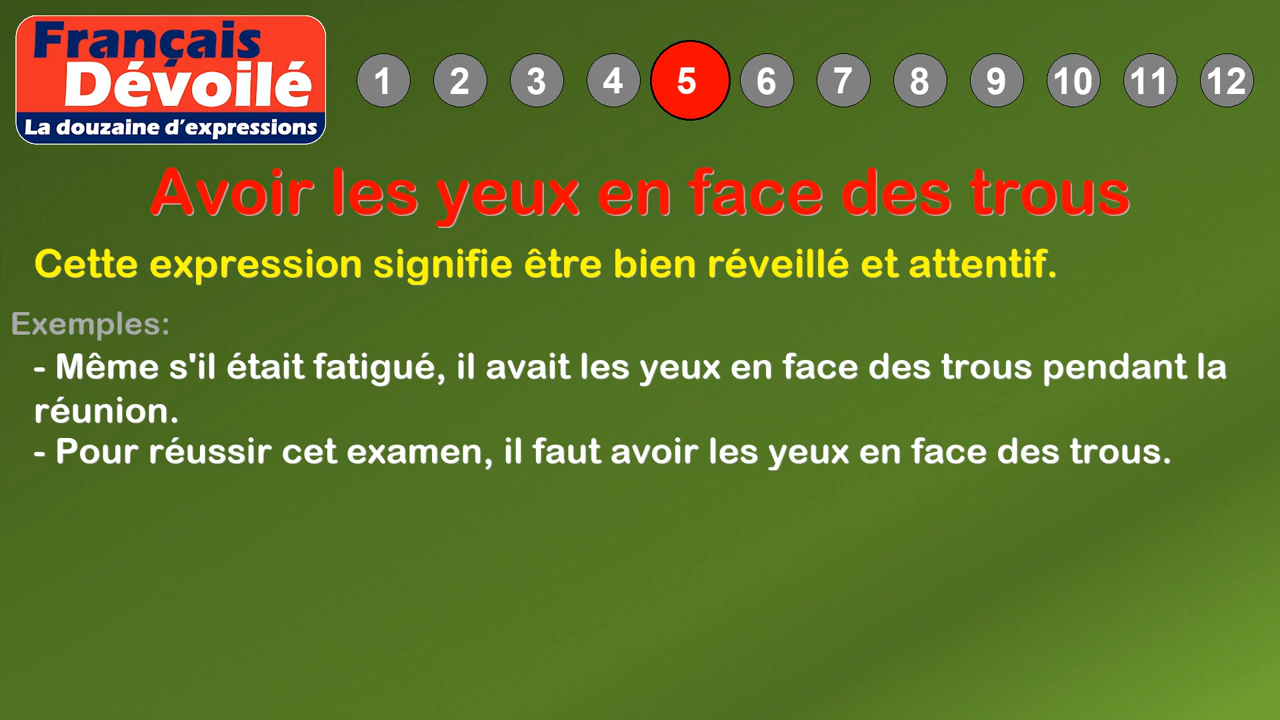 Français
Dévoilé
La douzaine d'expressions
1 2 3 4 5 6 7 8 9 10 11 12
Avoir les yeux en face des trous
Cette expression signifie être bien réveillé et attentif.
Exemples:
- Même s'il était fatigué, il avait les yeux en face des trous pendant la
réunion.
- Pour réussir cet examen, il faut avoir les yeux en face des trous.